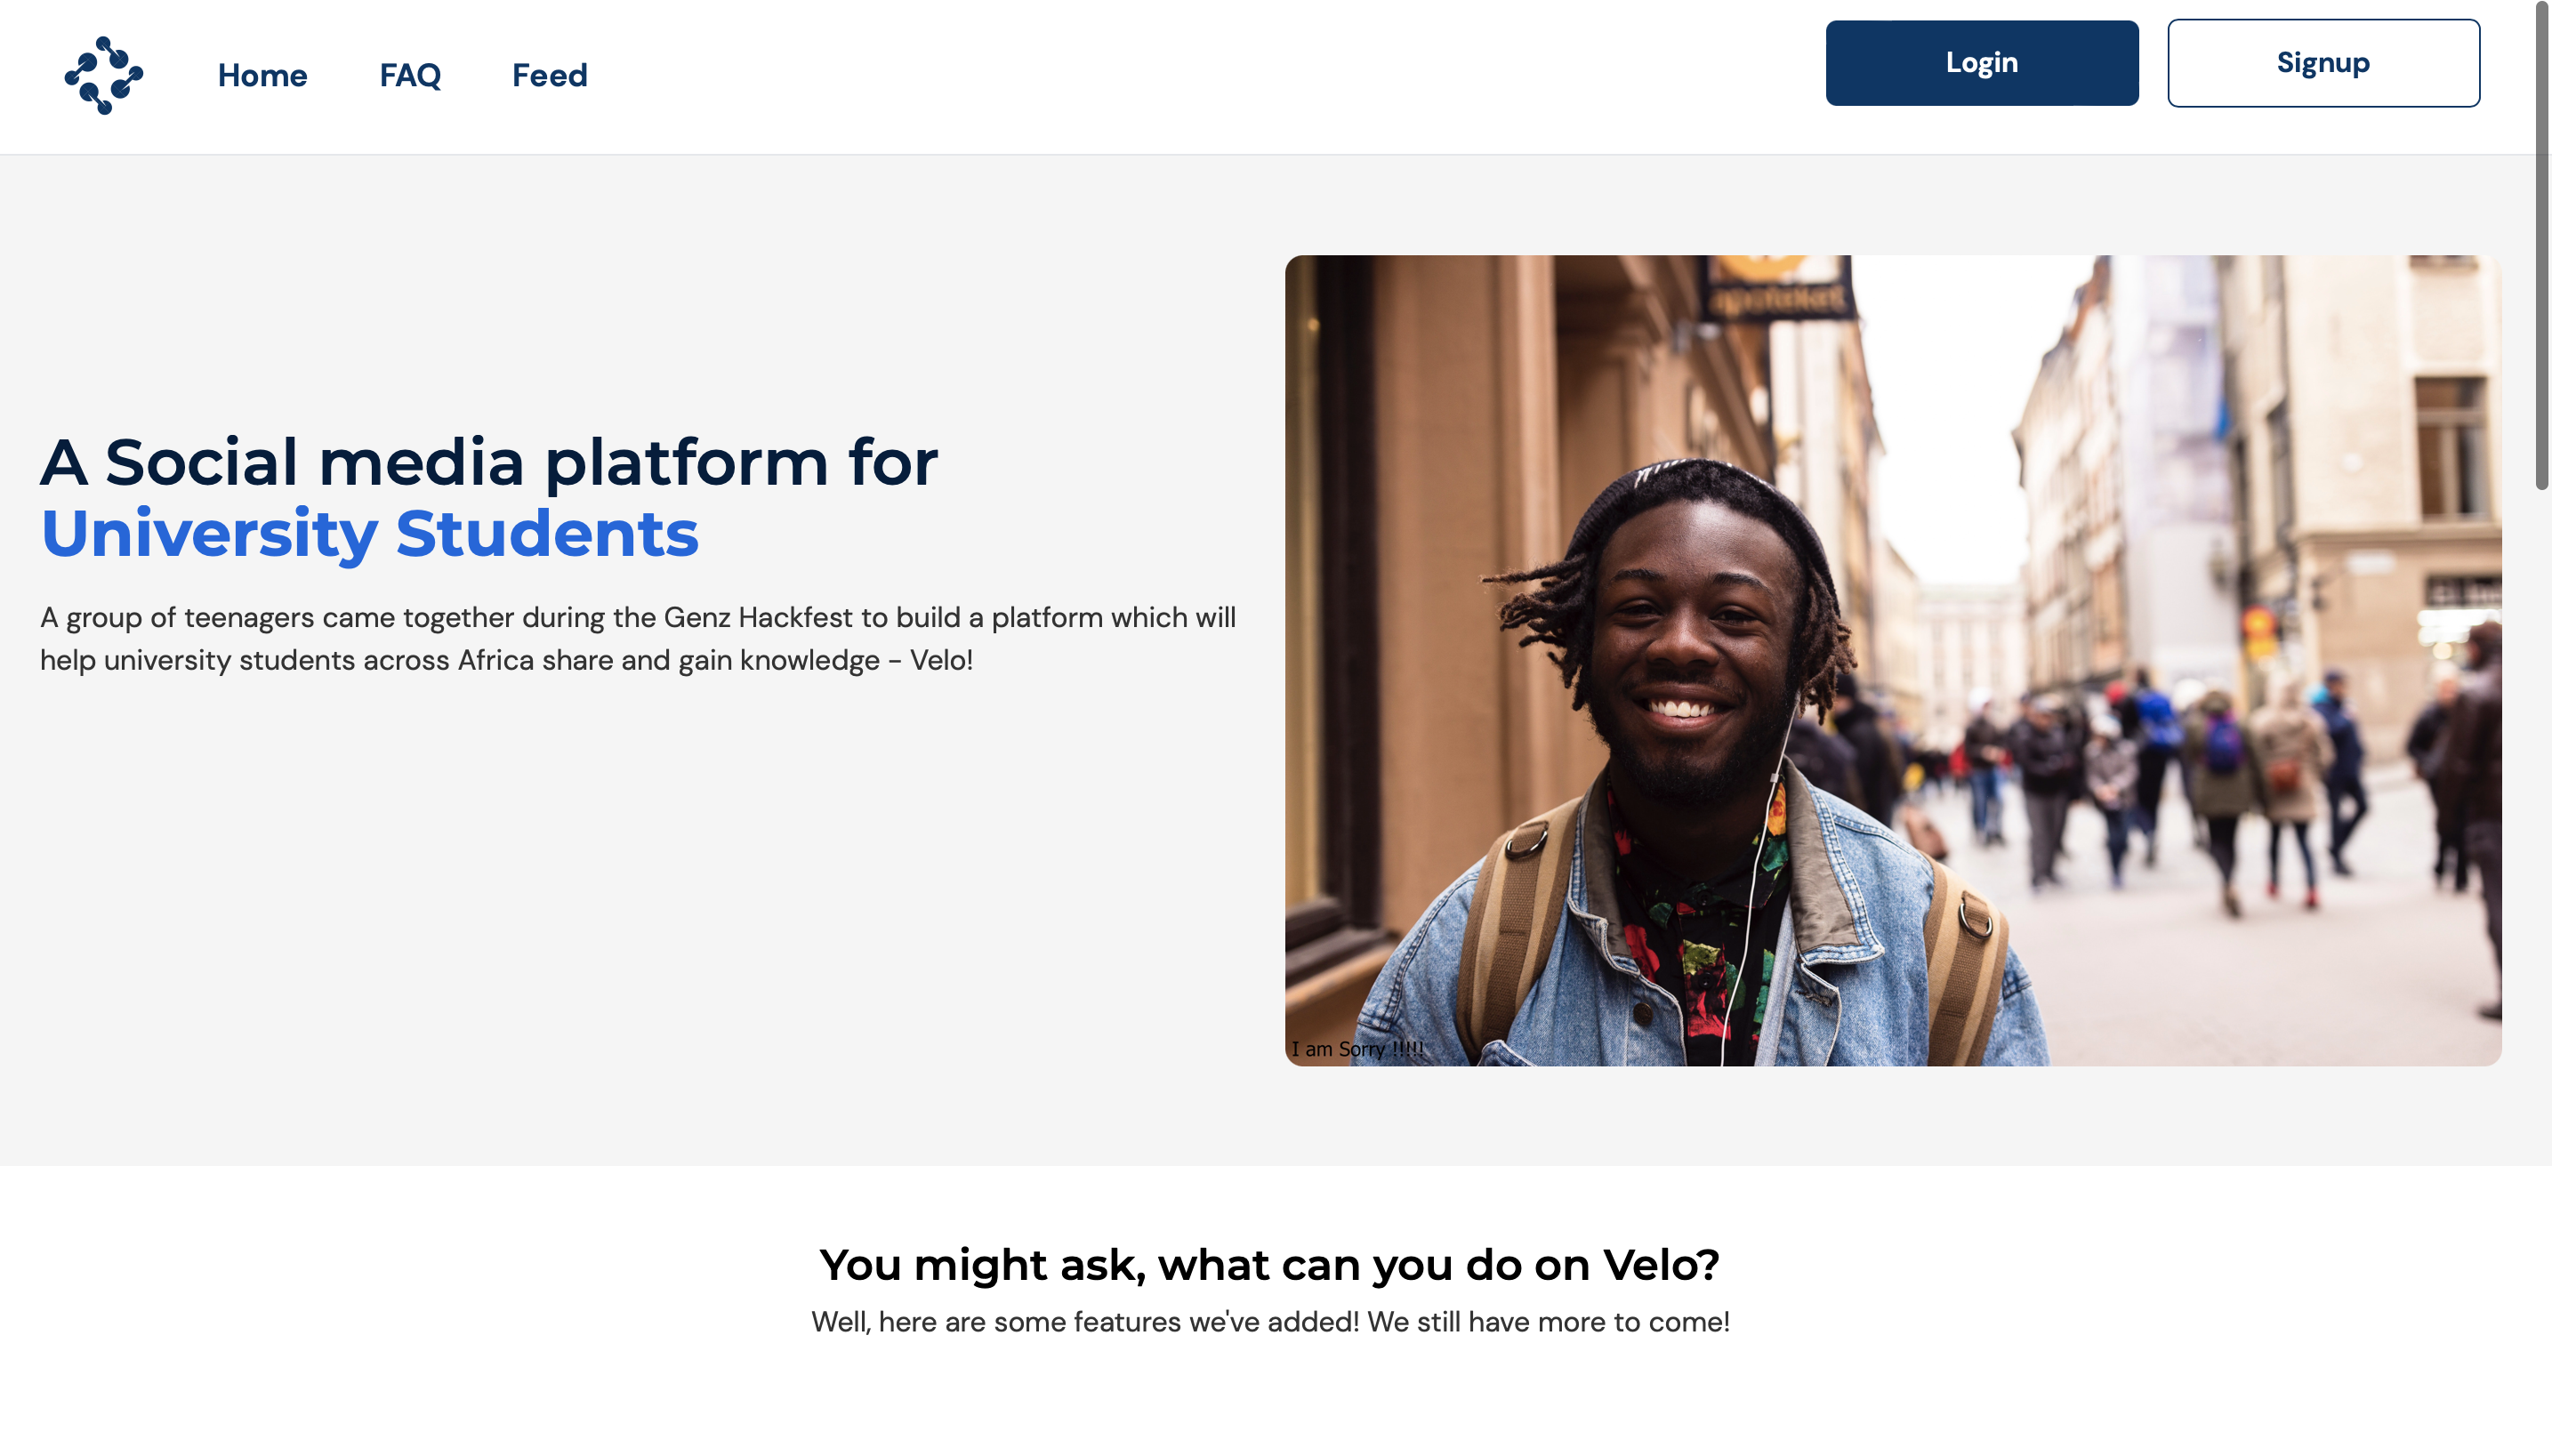 Home FAQ Feed Login Signup
A Social media platform for
University Students
A group of teenagers came together during the Genz Hackfest to build a platform which will
help university students across Africa share and gain knowledge - Velo!
apoteket
I am Sorry !!!!!
You might ask, what can you do on Velo?
Well, here are some features we've added! We still have more to come!